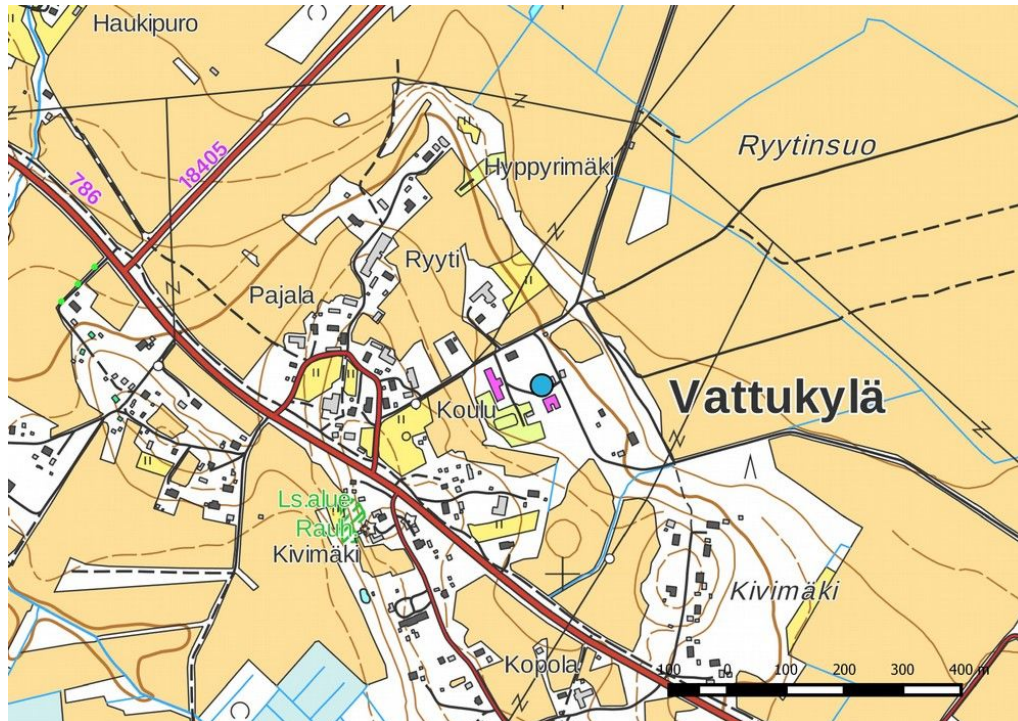 Haukipuro
786
18405
Hyppyrimäki
Ryytinsuo
Ryyti
Pajala
Vattukylä
Koulu
Ls.alue
Rauh.
Kivimäki
Kivimäki
Kopola
100 0 100 200 300 400 m